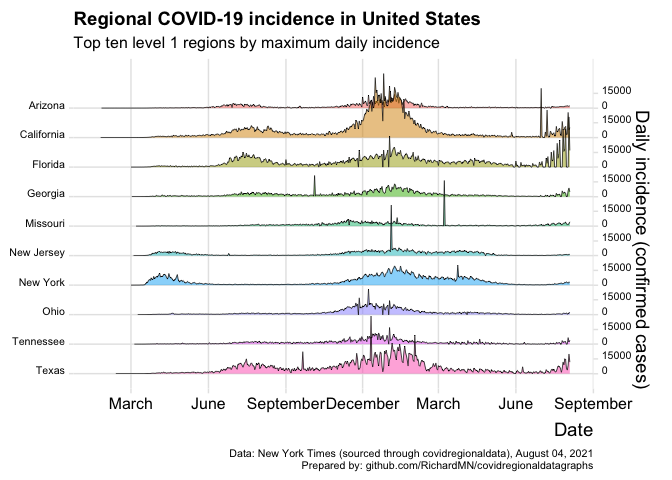 Regional COVID-19 incidence in United States
Top ten level 1 regions by maximum daily incidence
Arizona
California
Florida
Georgia
Missouri
New Jersey
New York
Ohio
Tennessee
Texas
15000
0
15000
0
15000
0
15000
0
15000
0
15000
0
15000
0
15000
0
15000
0
15000
0
Daily incidence (confirmed cases)
March June September December March June September
Date
Data: New York Times (sourced through covidregionaldata), August 04, 2021
Prepared by: github.com/RichardMN/covidregionaldatagraphs